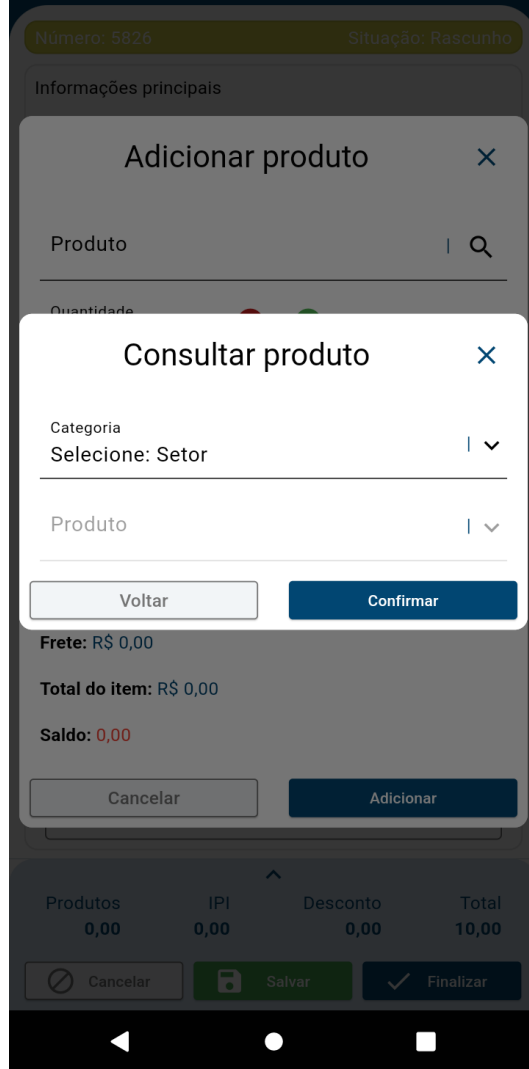 Número: 5826 Situação: Rascunho
Informações principais
Adicionar produto
Produto
Quantidade
Consultar produto
Categoria
Selecione: Setor
Produto
Voltar Confirmar
Frete: R$ 0,00
Total do item: R$ 0,00
Saldo: 0,00
Cancelar Adicionar
Produtos IPI Desconto Total
0,00 0,00 0,00 10,00
Cancelar Salvar Finalizar